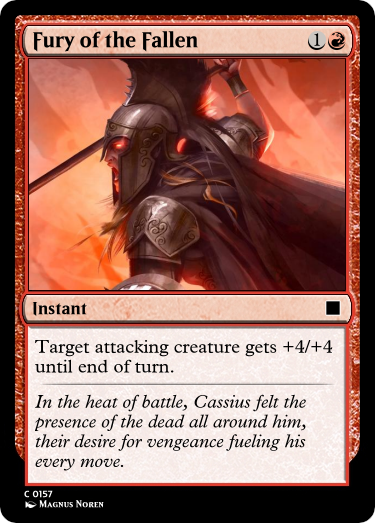 Fury of the Fallen 1
Instant
Target attacking creature gets +4/+4
until end of turn.
In the heat of battle, Cassius felt the
presence of the dead all around him,
their desire for vengeance fueling his
every move.
C 0157
Magnus Noren